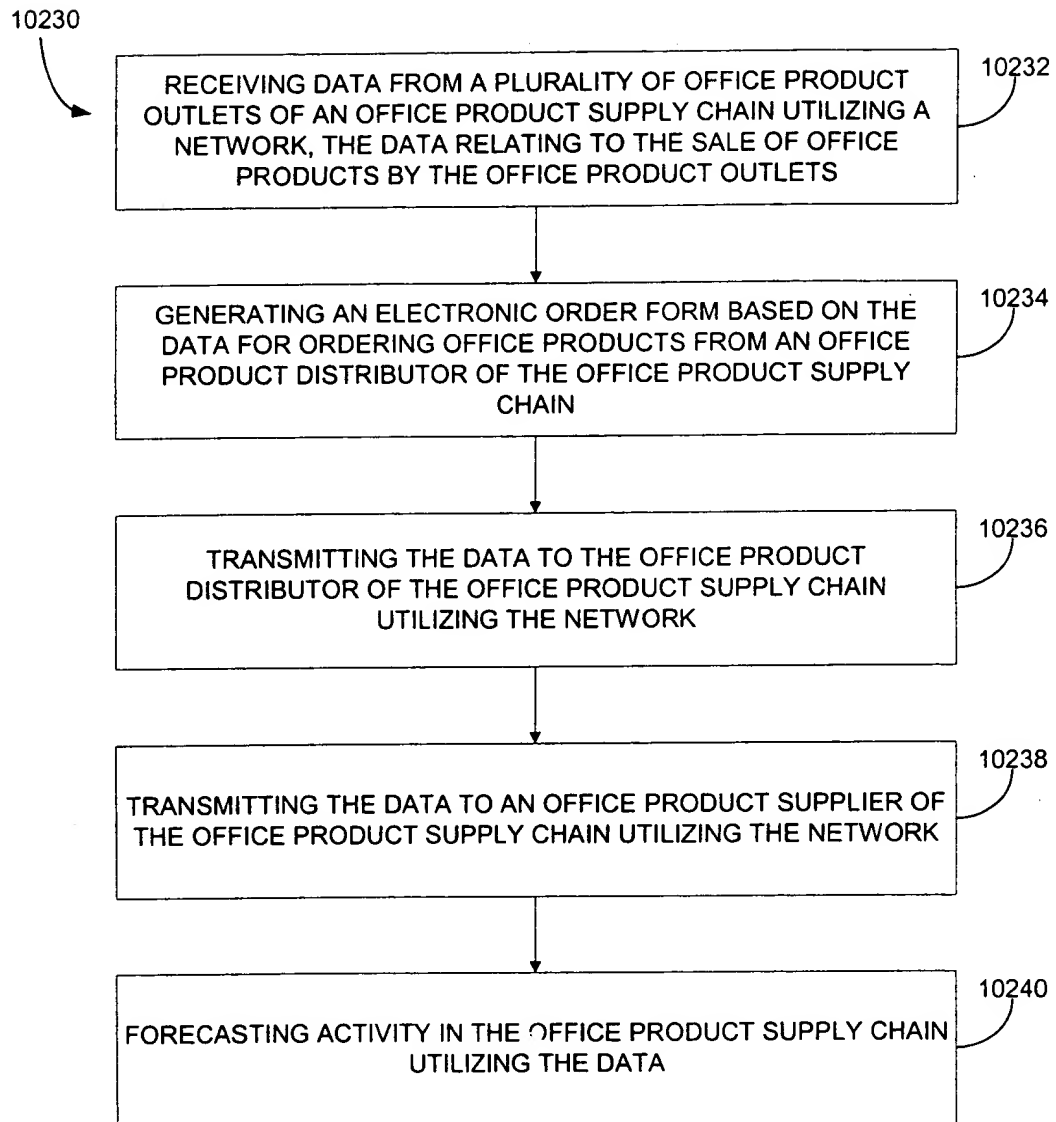 10230
RECEIVING DATA FROM A PLURALITY OF OFFICE PRODUCT
OUTLETS OF AN OFFICE PRODUCT SUPPLY CHAIN UTILIZING A
NETWORK, THE DATA RELATING TO THE SALE OF OFFICE
PRODUCTS BY THE OFFICE PRODUCT OUTLETS
10232
GENERATING AN ELECTRONIC ORDER FORM BASED ON THE
DATA FOR ORDERING OFFICE PRODUCTS FROM AN OFFICE
PRODUCT DISTRIBUTOR OF THE OFFICE PRODUCT SUPPLY
CHAIN
10234
TRANSMITTING THE DATA TO THE OFFICE PRODUCT
DISTRIBUTOR OF THE OFFICE PRODUCT SUPPLY CHAIN
UTILIZING THE NETWORK
10236
TRANSMITTING THE DATA TO AN OFFICE PRODUCT SUPPLIER OF
THE OFFICE PRODUCT SUPPLY CHAIN UTILIZING THE NETWORK
10238
FORECASTING ACTIVITY IN THE OFFICE PRODUCT SUPPLY CHAIN
UTILIZING THE DATA
10240